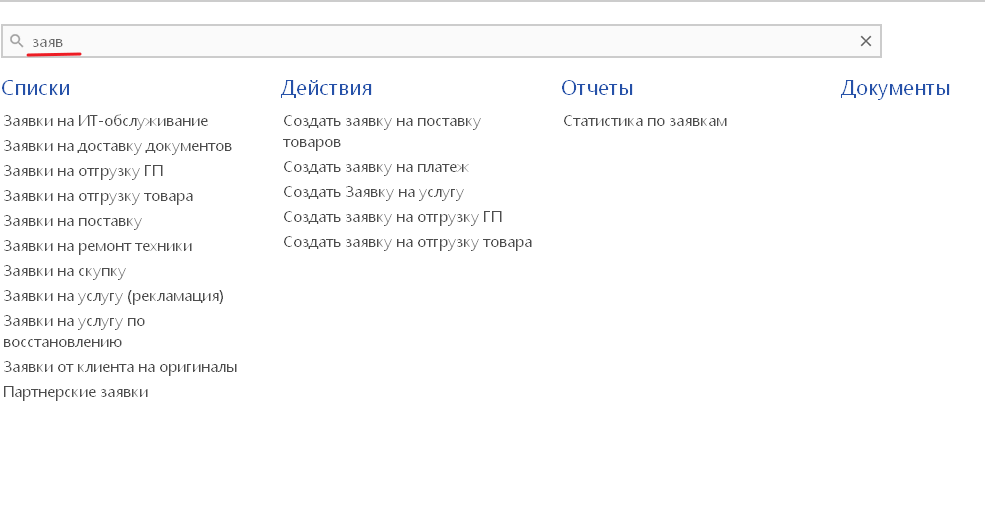 заяв
Списки
Заявки на ИТ-обслуживание
Заявки на доставку документов
Заявки на отгрузку ГП
Заявки на отгрузку товара
Заявки на поставку
Заявки на ремонт техники
Заявки на скупку
Заявки на услугу (рекламация)
Заявки на услугу по
восстановлению
Заявки от клиента на оригиналы
Партнерские заявки
Действия
Создать заявку на поставку
товаров
Создать заявку на платеж
Создать Заявку на услугу
Создать заявку на отгрузку ГП
Создать заявку на отгрузку товара
Отчеты
Статистика по заявкам
Документы